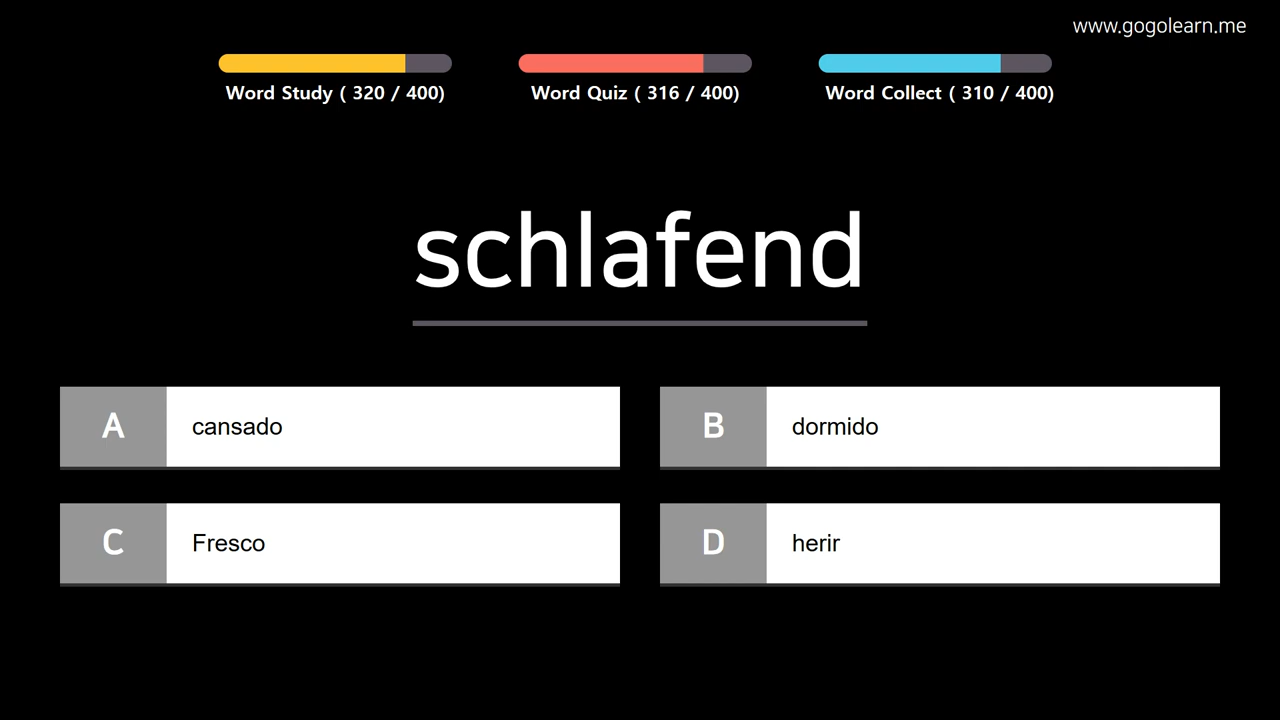 www.gogolearn.me
Word Study ( 320 / 400)
Word Quiz ( 316 / 400)
Word Collect ( 310 / 400)
schlafend
A cansado
B dormido
C Fresco
D herir